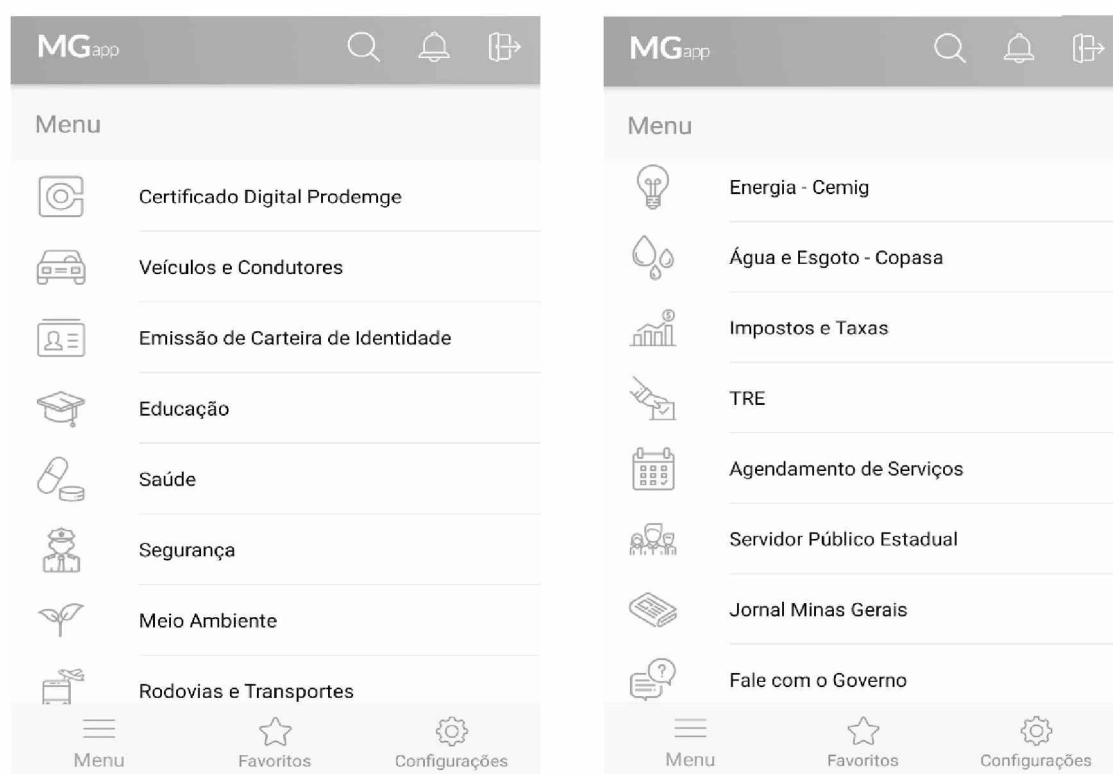 MGapp
Menu
Certificado Digital Prodemge
Veículos e Condutores
Emissão de Carteira de Identidade
Educação
Saúde
Segurança
Meio Ambiente
Rodovias e Transportes
Menu
Favoritos
Configurações
MGapp
Menu
Energia - Cemig
Água e Esgoto - Copasa
Impostos e Taxas
TRE
Agendamento de Serviços
Servidor Público Estadual
Jornal Minas Gerais
Fale com o Governo
Menu
Favoritos
Configurações